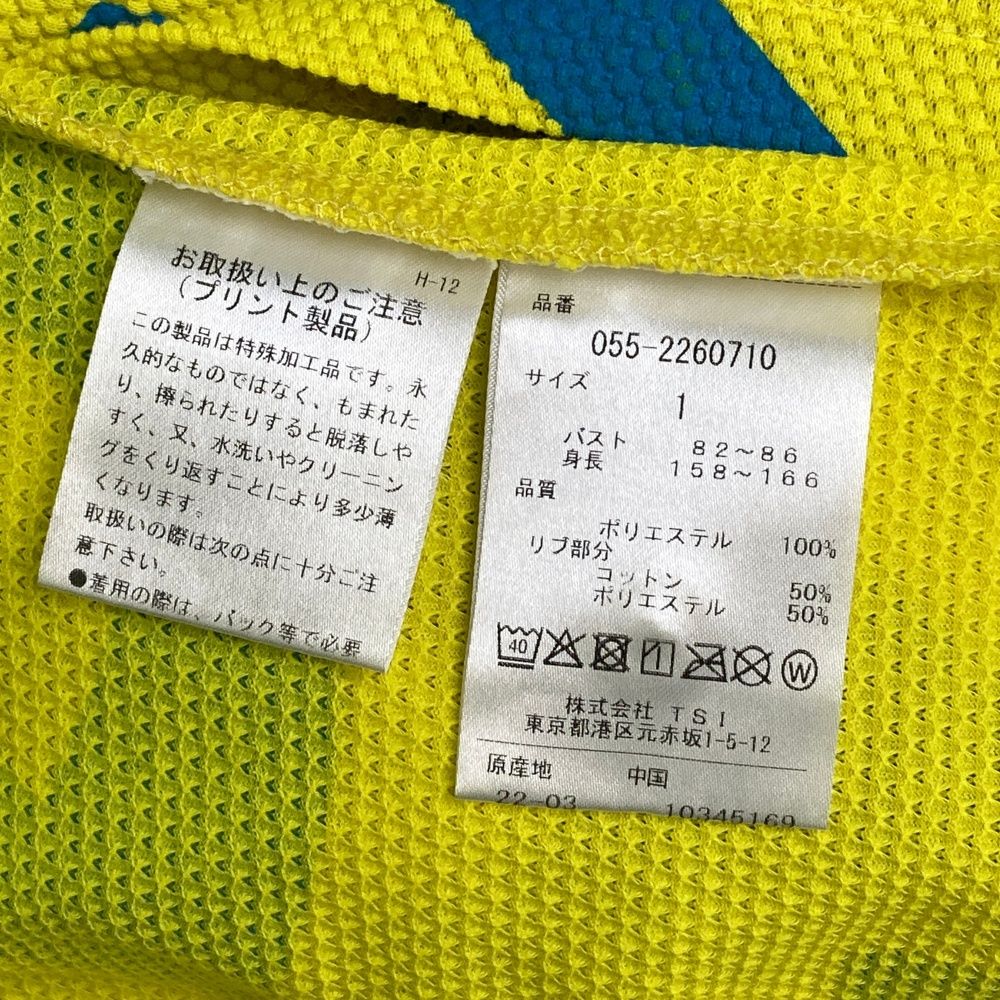 お取扱い上のご注意
（プリント製品）
H-12
この製品は特殊加工品です。永
久的なものではなく、もまれた
り、擦られたりすると脱落しや
すく、又、水洗いやクリーニン
グをくり返すことにより多少薄
くなります。
取扱いの際は次の点に十分ご注
意下さい。
●着用の際は、バック等で必要
品番
055-2260710
サイズ
1
バスト 82～86
身長 158～166
品質
ポリエステル 100%
リブ部分
コットン 50%
ポリエステル 50%
40
W
株式会社 TSI
東京都港区元赤坂1-5-12
原産地 中国
22-03 10345169